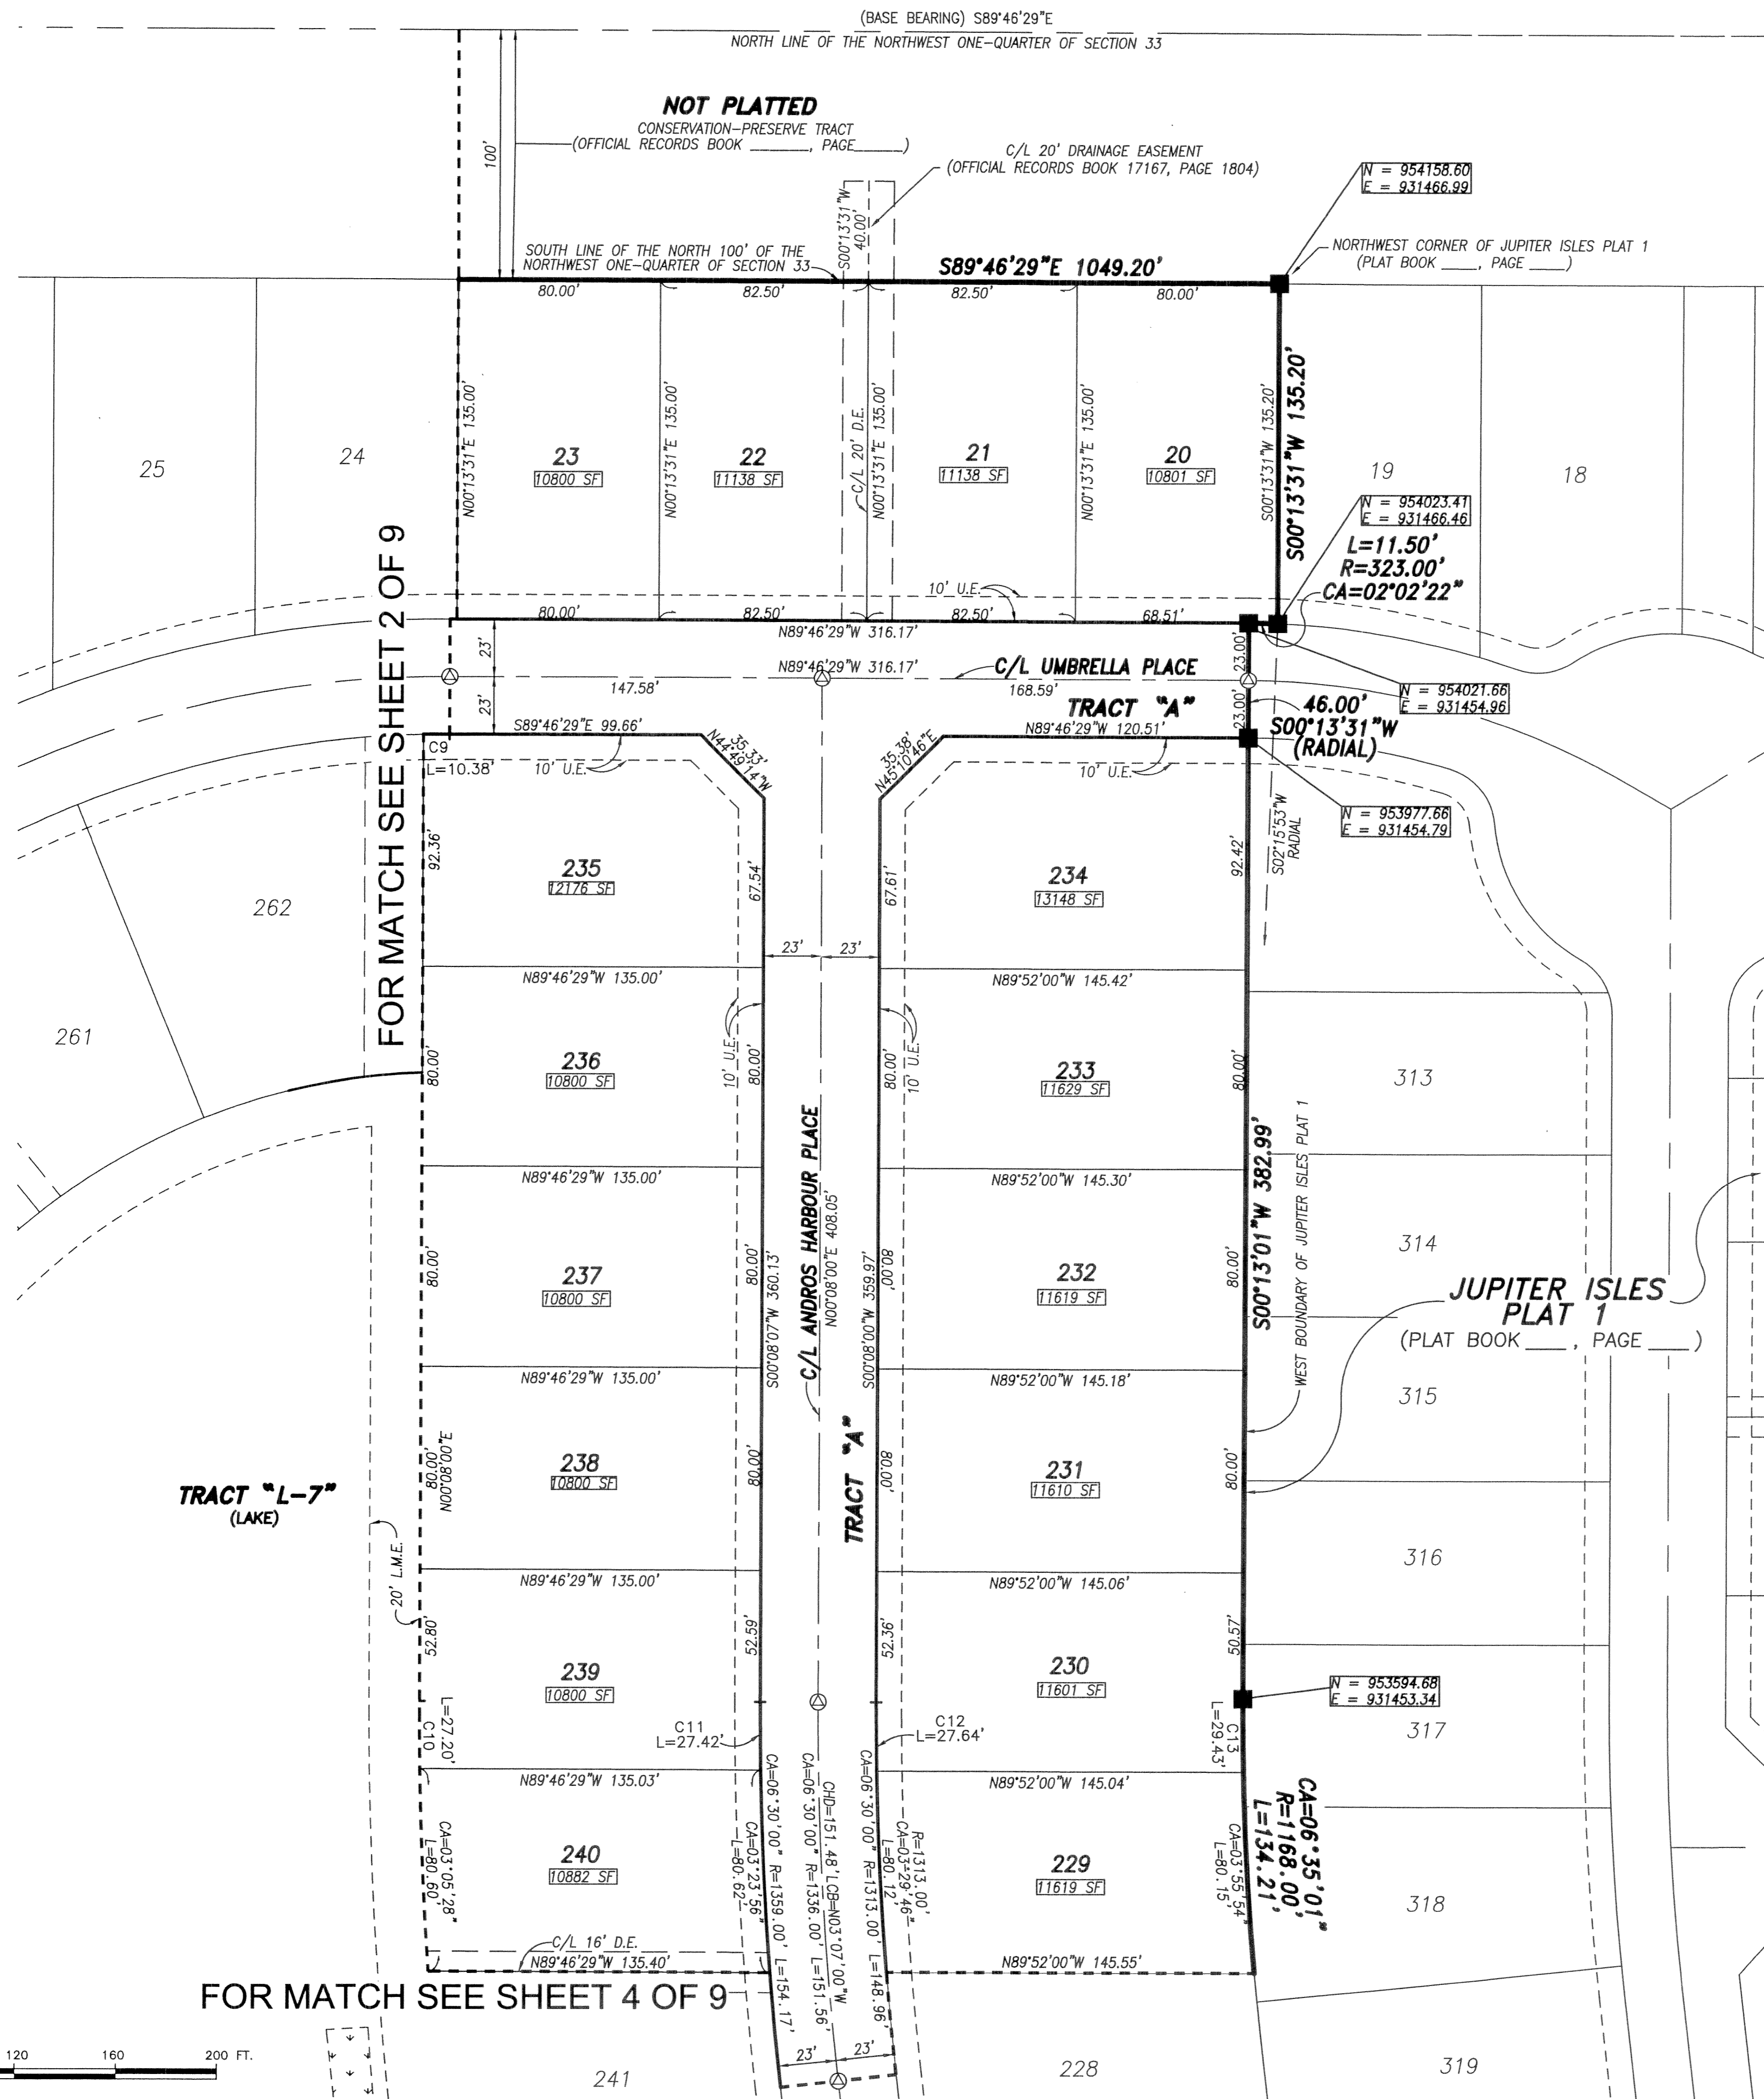 (BASE BEARING) S89°46'29"E
NORTH LINE OF THE NORTHWEST ONE-QUARTER OF SECTION 33
NOT PLATTED
CONSERVATION-PRESERVE TRACT
(OFFICIAL RECORDS BOOK ______, PAGE_____)
100'
C/L 20' DRAINAGE EASEMENT
(OFFICIAL RECORDS BOOK 17167, PAGE 1804)
N = 954158.60
E = 931466.99
S00°13'31"W
40.00'
SOUTH LINE OF THE NORTH 100' OF THE
NORTHWEST ONE-QUARTER OF SECTION 33
S89°46'29"E 1049.20'
NORTHWEST CORNER OF JUPITER ISLES PLAT 1
(PLAT BOOK ____, PAGE ____)
80.00'
82.50'
82.50'
80.00'
N00°13'31"E 135.00'
N00°13'31"E 135.00'
C/L 20' D.E.
N00°13'31"E 135.00'
N00°13'31"E 135.00'
S00°13'31"W 135.20'
S00°13'31"W 135.20'
25
24
23
10800 SF
22
11138 SF
21
11138 SF
20
10801 SF
19
18
N = 954023.41
E = 931466.46
L=11.50'
R=323.00'
CA=02°02'22"
FOR MATCH SEE SHEET 2 OF 9
10' U.E.
80.00'
82.50'
82.50'
68.51'
N89°46'29"W 316.17'
23'
23'
N89°46'29"W 316.17'
C/L UMBRELLA PLACE
147.58'
168.59'
TRACT "A"
23.00'
23.00'
N = 954021.66
E = 931454.96
46.00'
S00°13'31"W
(RADIAL)
S89°46'29"E 99.66'
N89°46'29"W 120.51'
C9
L=10.38'
10' U.E.
35.33'
N44°49'14"W
35.38'
N45°10'46"E
10' U.E.
N = 953977.66
E = 931454.79
S02°15'53"W
RADIAL
92.36'
235
12176 SF
67.54'
67.61'
234
13148 SF
92.42'
262
261
23'
23'
N89°46'29"W 135.00'
N89°52'00"W 145.42'
80.00'
236
10800 SF
10' U.E.
80.00'
80.00'
10' U.E.
233
11629 SF
80.00'
313
N89°46'29"W 135.00'
N89°52'00"W 145.30'
C/L ANDROS HARBOUR PLACE
N00°08'00"E 408.05'
S00°13'01"W 382.99'
WEST BOUNDARY OF JUPITER ISLES PLAT 1
80.00'
237
10800 SF
80.00'
S00°08'07"W 360.13'
S00°08'00"W 359.97'
80.00'
232
11619 SF
80.00'
314
JUPITER ISLES
PLAT 1
(PLAT BOOK ____, PAGE ____)
N89°46'29"W 135.00'
N89°52'00"W 145.18'
315
TRACT "L-7"
(LAKE)
80.00'
N00°08'00"E
238
10800 SF
80.00'
TRACT "A"
80.00'
231
11610 SF
80.00'
20' L.M.E.
N89°46'29"W 135.00'
N89°52'00"W 145.06'
316
52.80'
239
10800 SF
52.59'
52.36'
230
11601 SF
50.57'
N = 953594.68
E = 931453.34
L=27.20'
C10
C11
L=27.42'
C12
L=27.64'
C13
L=29.43'
317
N89°46'29"W 135.03'
N89°52'00"W 145.04'
CA=03°05'28"
L=80.60'
240
10882 SF
CA=03°23'56"
L=80.62'
CA=06°30'00" R=1359.00' L=154.17'
CHD=151.48' LCB=N03°07'00"W
CA=06°30'00" R=1336.00' L=151.56'
CA=06°30'00" R=1313.00' L=148.96'
R=1313.00'
CA=03°29'46"
L=80.12'
229
11619 SF
CA=03°55'54"
L=80.15'
CA=06°35'01"
R=1168.00'
L=134.21'
318
C/L 16' D.E.
N89°46'29"W 135.40'
N89°52'00"W 145.55'
FOR MATCH SEE SHEET 4 OF 9
23'
23'
120 160 200 FT.
241
228
319